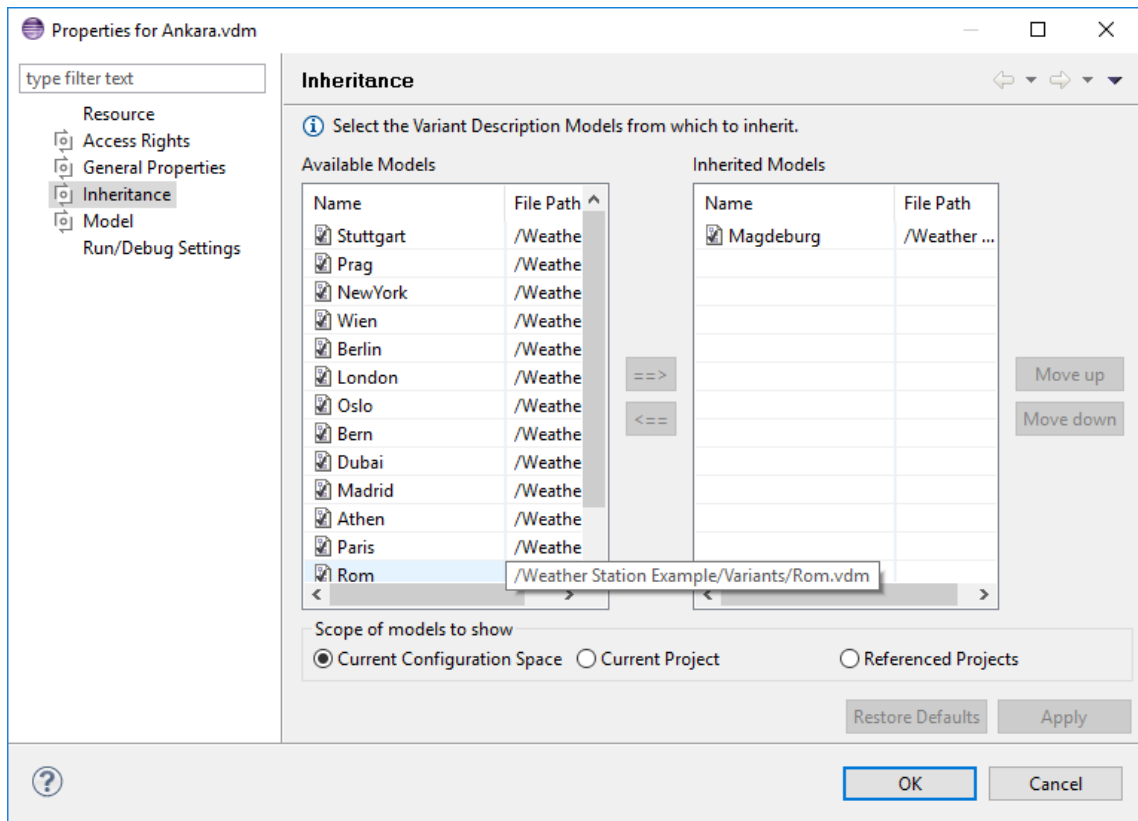 Properties for Ankara.vdm
type filter text
Resource
Access Rights
General Properties
Inheritance
Model
Run/Debug Settings
Inheritance
Select the Variant Description Models from which to inherit.
Available Models
Name File Path
Stuttgart /Weathe
Prag /Weathe
NewYork /Weathe
Wien /Weathe
Berlin /Weathe
London /Weathe
Oslo /Weathe
Bern /Weathe
Dubai /Weathe
Madrid /Weathe
Athen /Weathe
Paris /Weathe
Rom
/Weather Station Example/Variants/Rom.vdm
==>
<==
Inherited Models
Name File Path
Magdeburg /Weather ...
Move up
Move down
Scope of models to show
Current Configuration Space Current Project Referenced Projects
Restore Defaults Apply
OK Cancel